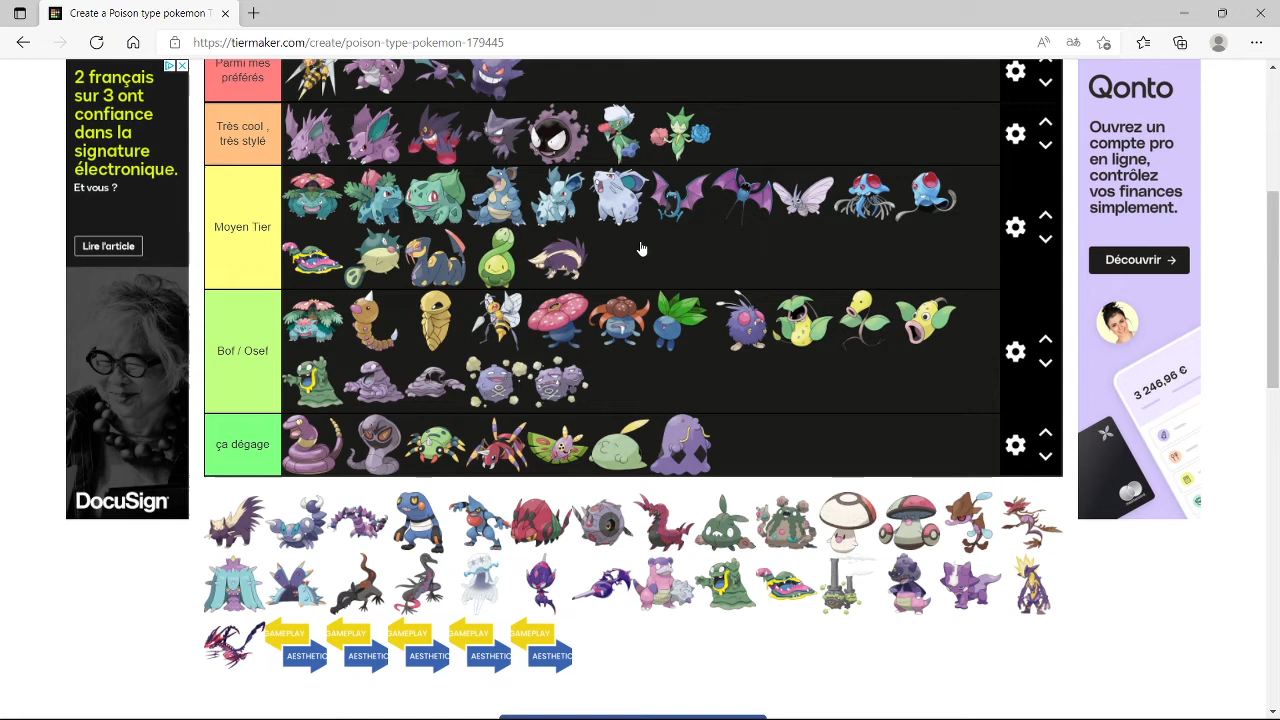 Create a Pokemon poison T
https://tiermaker.com/create/poison-type-pokemon-179445
2 français
sur 3 ont
confiance
dans la
signature
électronique.
Et vous ?
Lire l'article
DocuSign
Parmi mes
préférés
Très cool ,
très stylé
Moyen Tier
Bof / Osef
ça dégage
GAMEPLAY
AESTHETIC
GAMEPLAY
AESTHETIC
GAMEPLAY
AESTHETIC
GAMEPLAY
AESTHETIC
GAMEPLAY
AESTHETIC
Qonto
Ouvrez un
compte pro
en ligne,
contrôlez
vos finances
simplement.
Découvrir →
3 246,96 €